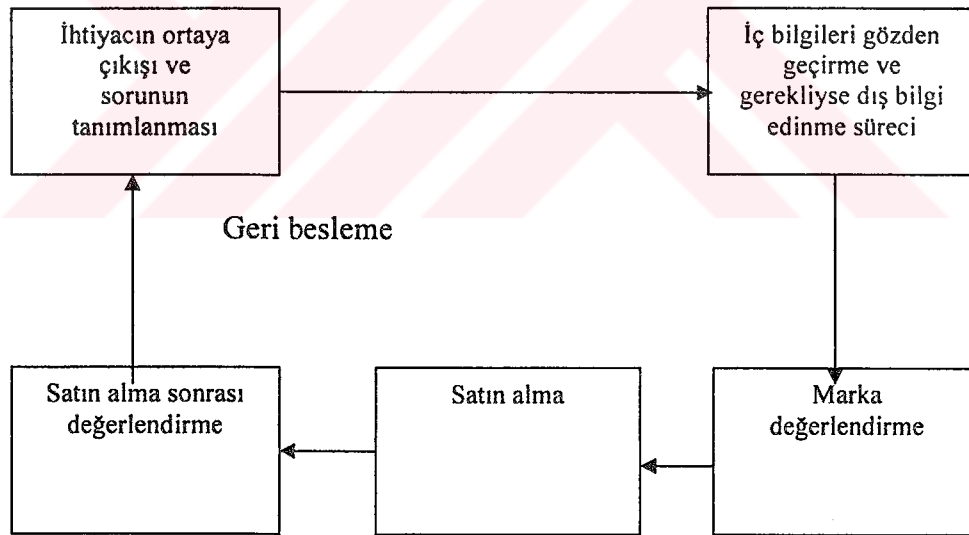 İhtiyacın ortaya
çıkışı ve
sorunun
tanımlanması
İç bilgileri gözden
geçirme ve
gerekliyse dış bilgi
edinme süreci
Geri besleme
Satın alma sonrası
değerlendirme
Satın alma
Marka
değerlendirme